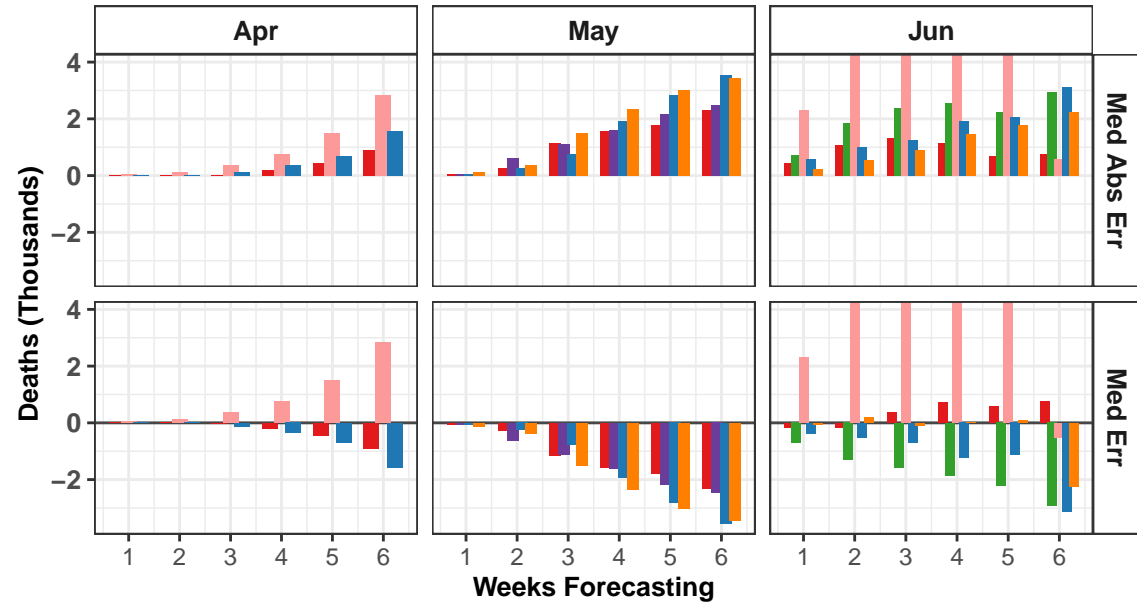 Apr May Jun
4
2
0
−2
Med Abs Err
4
2
0
−2
Med Err
Deaths (Thousands)
1 2 3 4 5 6 1 2 3 4 5 6 1 2 3 4 5 6
Weeks Forecasting